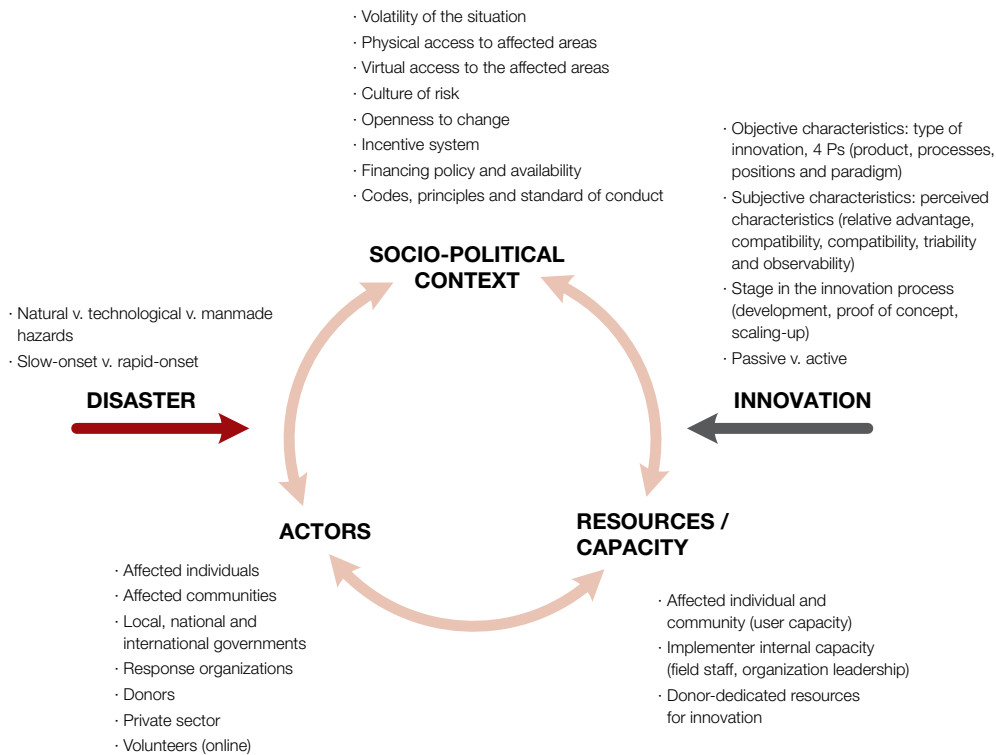 · Volatility of the situation
· Physical access to affected areas
· Virtual access to the affected areas
· Culture of risk
· Openness to change
· Incentive system
· Financing policy and availability
· Codes, principles and standard of conduct
SOCIO-POLITICAL
CONTEXT
· Objective characteristics: type of
innovation, 4 Ps (product, processes,
positions and paradigm)
· Subjective characteristics: perceived
characteristics (relative advantage,
compatibility, compatibility, triability
and observability)
· Stage in the innovation process
(development, proof of concept,
scaling-up)
· Passive v. active
INNOVATION
· Natural v. technological v. manmade
hazards
· Slow-onset v. rapid-onset
DISASTER
ACTORS
· Affected individuals
· Affected communities
· Local, national and
international governments
· Response organizations
· Donors
· Private sector
· Volunteers (online)
RESOURCES /
CAPACITY
· Affected individual and
community (user capacity)
· Implementer internal capacity
(field staff, organization leadership)
· Donor-dedicated resources
for innovation